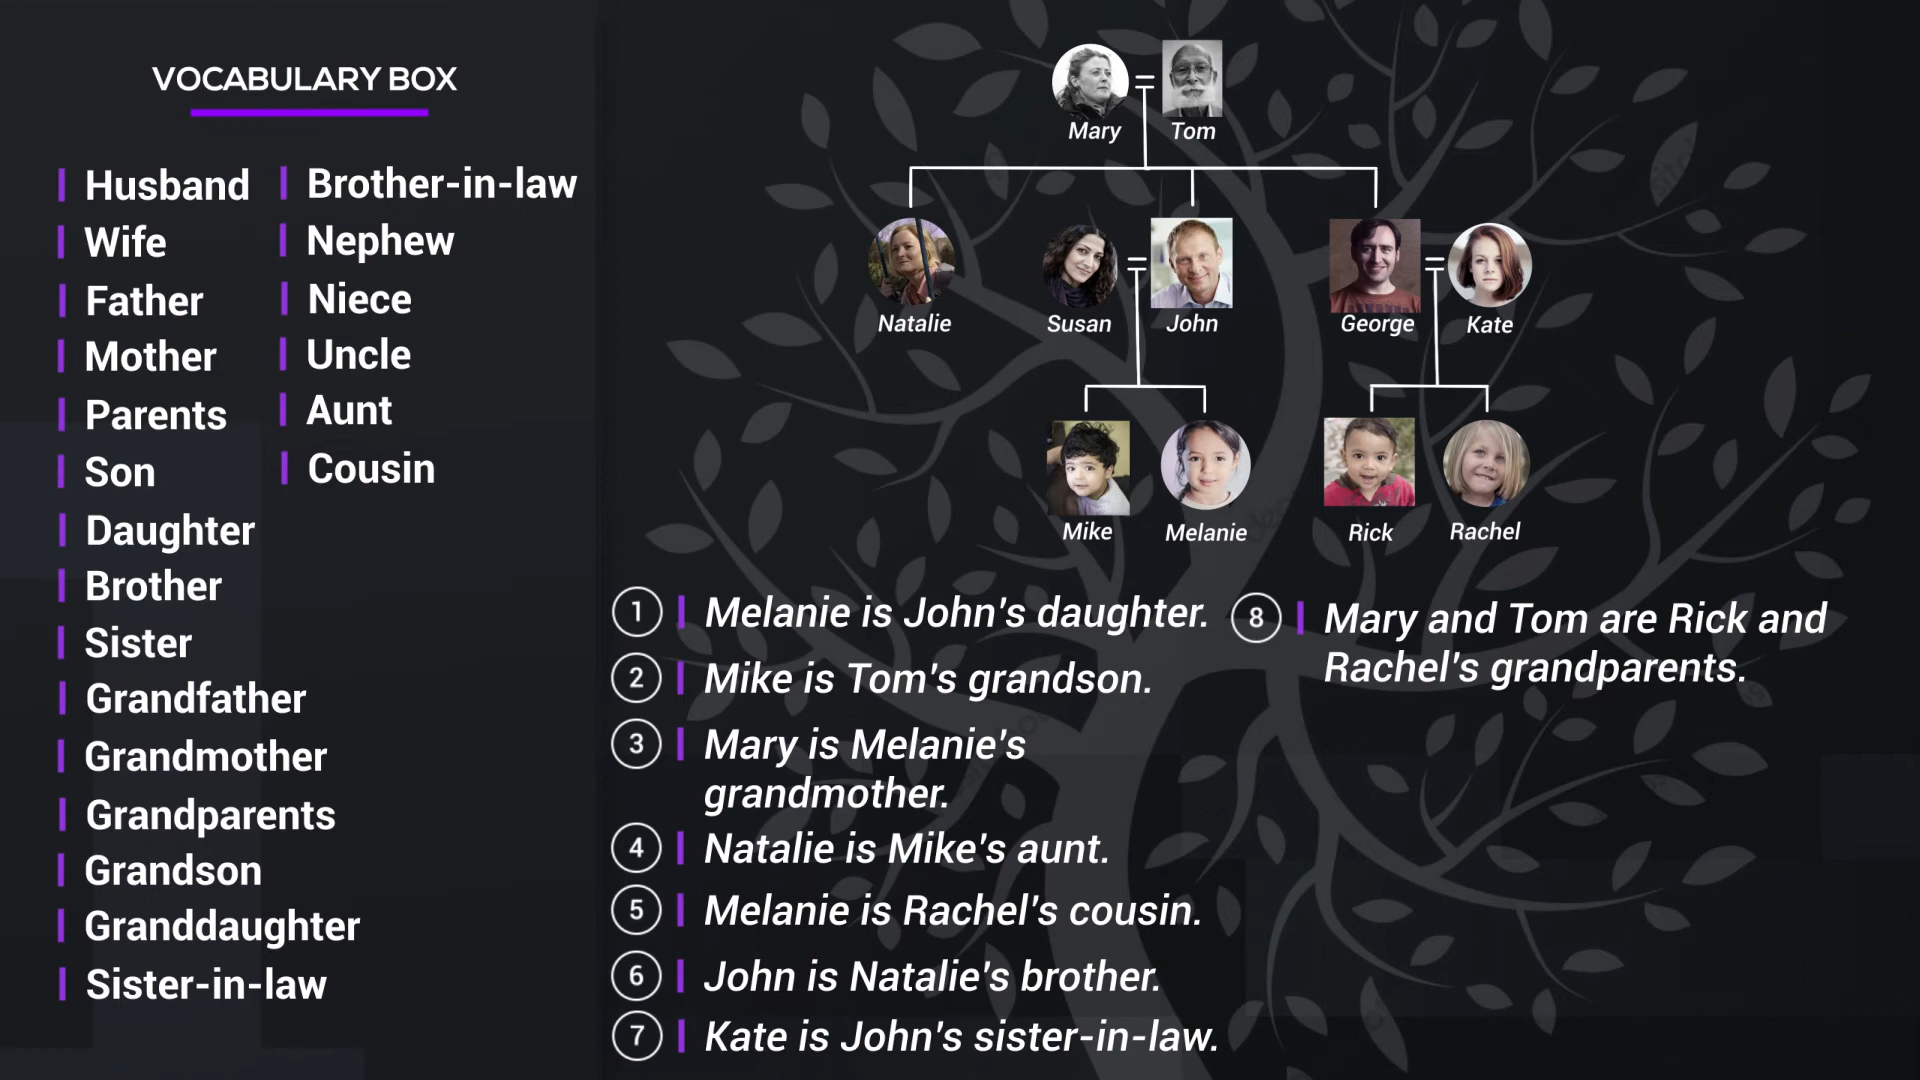 VOCABULARY BOX
Husband
Wife
Father
Mother
Parents
Son
Daughter
Brother
Sister
Grandfather
Grandmother
Grandparents
Grandson
Granddaughter
Sister-in-law
Brother-in-law
Nephew
Niece
Uncle
Aunt
Cousin
Mary Tom
Natalie Susan John George Kate
Mike Melanie Rick Rachel
1 Melanie is John's daughter.
2 Mike is Tom's grandson.
3 Mary is Melanie's
grandmother.
4 Natalie is Mike's aunt.
5 Melanie is Rachel's cousin.
6 John is Natalie's brother.
7 Kate is John's sister-in-law.
8 Mary and Tom are Rick and
Rachel's grandparents.